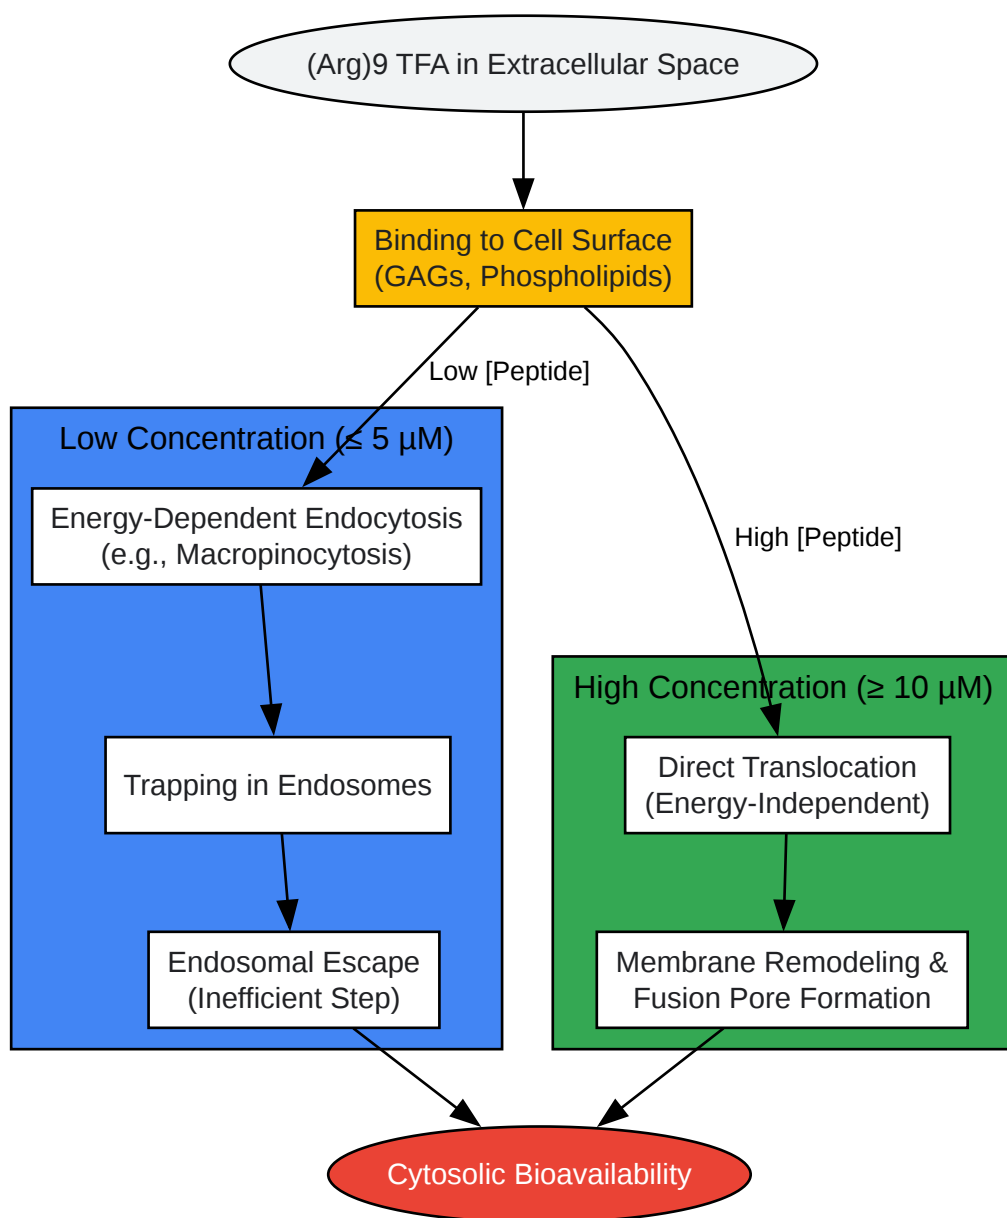 (Arg)9 TFA in Extracellular Space
Binding to Cell Surface
(GAGs, Phospholipids)
Low [Peptide]
Low Concentration (≤ 5 µM)
Energy-Dependent Endocytosis
(e.g., Macropinocytosis)
Trapping in Endosomes
Endosomal Escape
(Inefficient Step)
High [Peptide]
High Concentration (≥ 10 µM)
Direct Translocation
(Energy-Independent)
Membrane Remodeling &
Fusion Pore Formation
Cytosolic Bioavailability